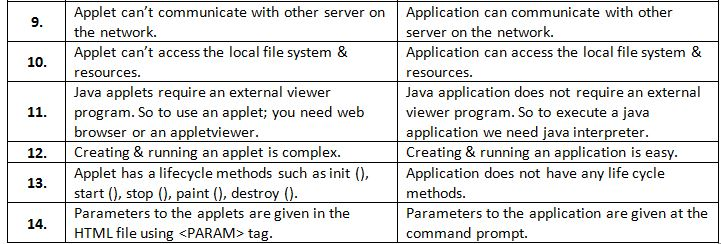 9.
Applet can't communicate with other server on
the network.
Application can communicate with other
server on the network.
10.
Applet can't access the local file system &
resources.
Application can access the local file system &
resources.
11.
Java applets require an external viewer
program. So to use an applet; you need web
browser or an appletviewer.
Java application does not require an external
viewer program. So to execute a java
application we need java interpreter.
12.
Creating & running an applet is complex.
Creating & running an application is easy.
13.
Applet has a lifecycle methods such as init (),
start (), stop (), paint (), destroy ().
Application does not have any life cycle
methods.
14.
Parameters to the applets are given in the
HTML file using <PARAM> tag.
Parameters to the application are given at the
command prompt.